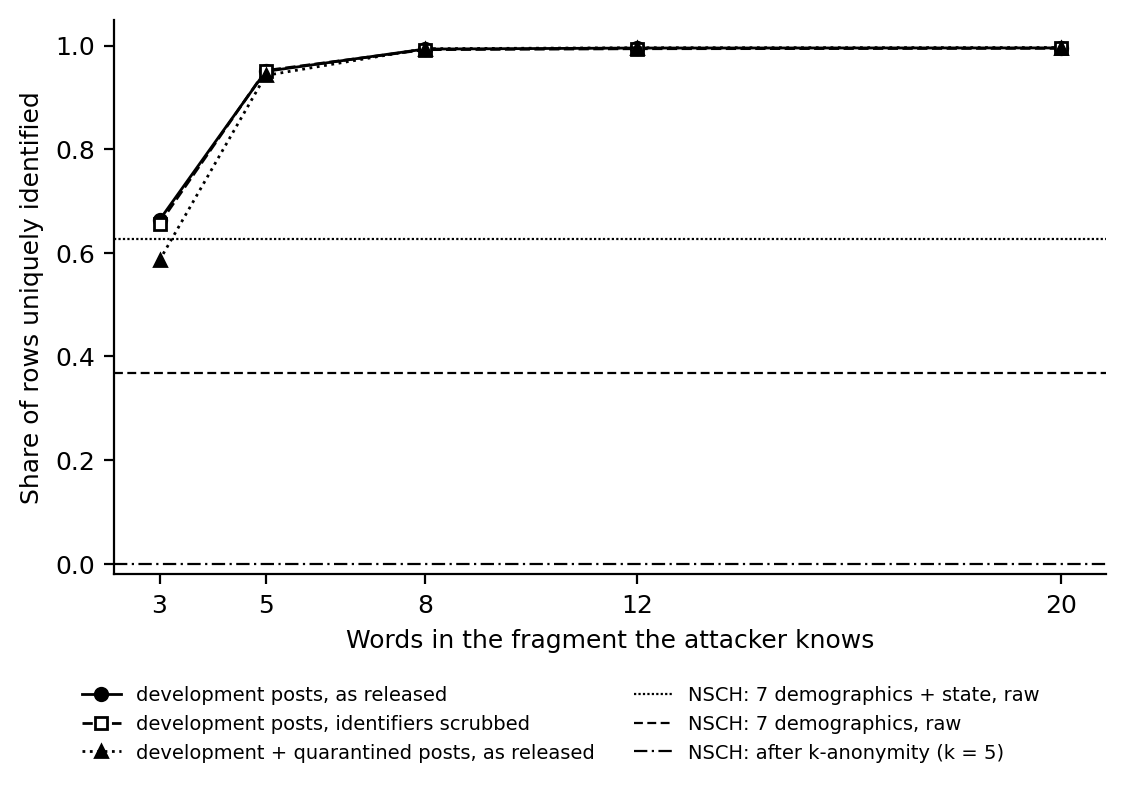 Share of rows uniquely identified
1.0
0.8
0.6
0.4
0.2
0.0
3 5 8 12 20
Words in the fragment the attacker knows
development posts, as released
development posts, identifiers scrubbed
development + quarantined posts, as released
NSCH: 7 demographics + state, raw
NSCH: 7 demographics, raw
NSCH: after k-anonymity (k = 5)